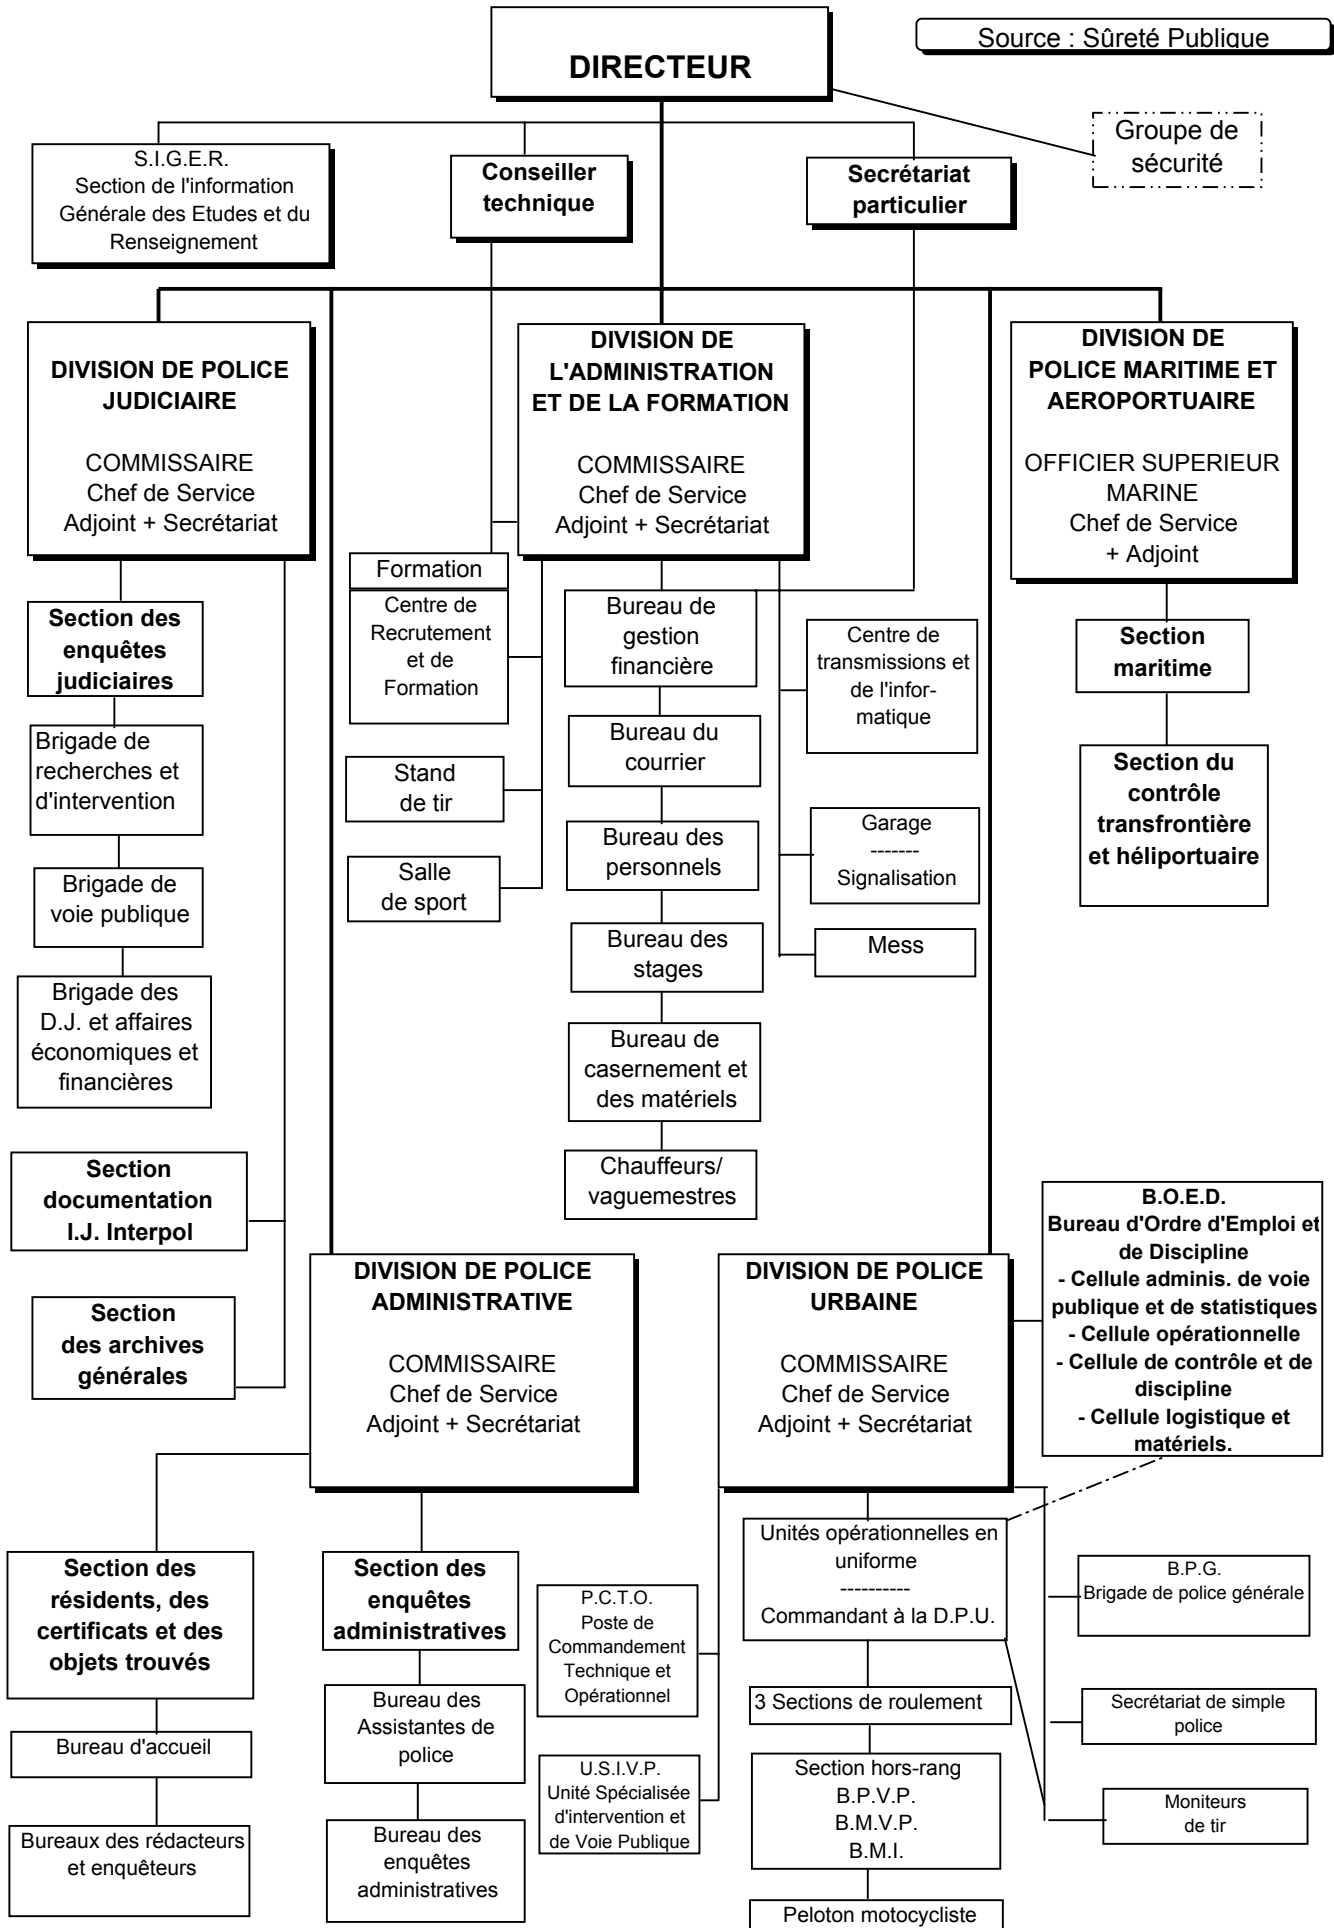 DIRECTEUR
Source : Sûreté Publique
Groupe de
sécurité
S.I.G.E.R.
Section de l'information
Générale des Etudes et du
Renseignement
Conseiller
technique
Secrétariat
particulier
DIVISION DE POLICE
JUDICIAIRE
COMMISSAIRE
Chef de Service
Adjoint + Secrétariat
DIVISION DE
L'ADMINISTRATION
ET DE LA FORMATION
COMMISSAIRE
Chef de Service
Adjoint + Secrétariat
DIVISION DE
POLICE MARITIME ET
AEROPORTUAIRE
OFFICIER SUPERIEUR
MARINE
Chef de Service
+ Adjoint
Section des
enquêtes
judiciaires
Brigade de
recherches et
d'intervention
Brigade de
voie publique
Brigade des
D.J. et affaires
économiques et
financières
Section
documentation
I.J. Interpol
Section
des archives
générales
Formation
Centre de
Recrutement
et de
Formation
Stand
de tir
Salle
de sport
Bureau de
gestion
financière
Bureau du
courrier
Bureau des
personnels
Bureau des
stages
Bureau de
casernement et
des matériels
Chauffeurs/
vaguemestres
Centre de
transmissions et
de l'infor-
matique
Garage
-------
Signalisation
Mess
Section
maritime
Section du
contrôle
transfrontière
et héliportuaire
DIVISION DE POLICE
ADMINISTRATIVE
COMMISSAIRE
Chef de Service
Adjoint + Secrétariat
DIVISION DE POLICE
URBAINE
COMMISSAIRE
Chef de Service
Adjoint + Secrétariat
B.O.E.D.
Bureau d'Ordre d'Emploi et
de Discipline
- Cellule adminis. de voie
publique et de statistiques
- Cellule opérationnelle
- Cellule de contrôle et de
discipline
- Cellule logistique et
matériels.
Section des
résidents, des
certificats et des
objets trouvés
Bureau d'accueil
Bureaux des rédacteurs
et enquêteurs
Section des
enquêtes
administratives
Bureau des
Assistantes de
police
Bureau des
enquêtes
administratives
P.C.T.O.
Poste de
Commandement
Technique et
Opérationnel
U.S.I.V.P.
Unité Spécialisée
d'intervention et
de Voie Publique
Unités opérationnelles en
uniforme
----------
Commandant à la D.P.U.
3 Sections de roulement
Section hors-rang
B.P.V.P.
B.M.V.P.
B.M.I.
Peloton motocycliste
B.P.G.
Brigade de police générale
Secrétariat de simple
police
Moniteurs
de tir